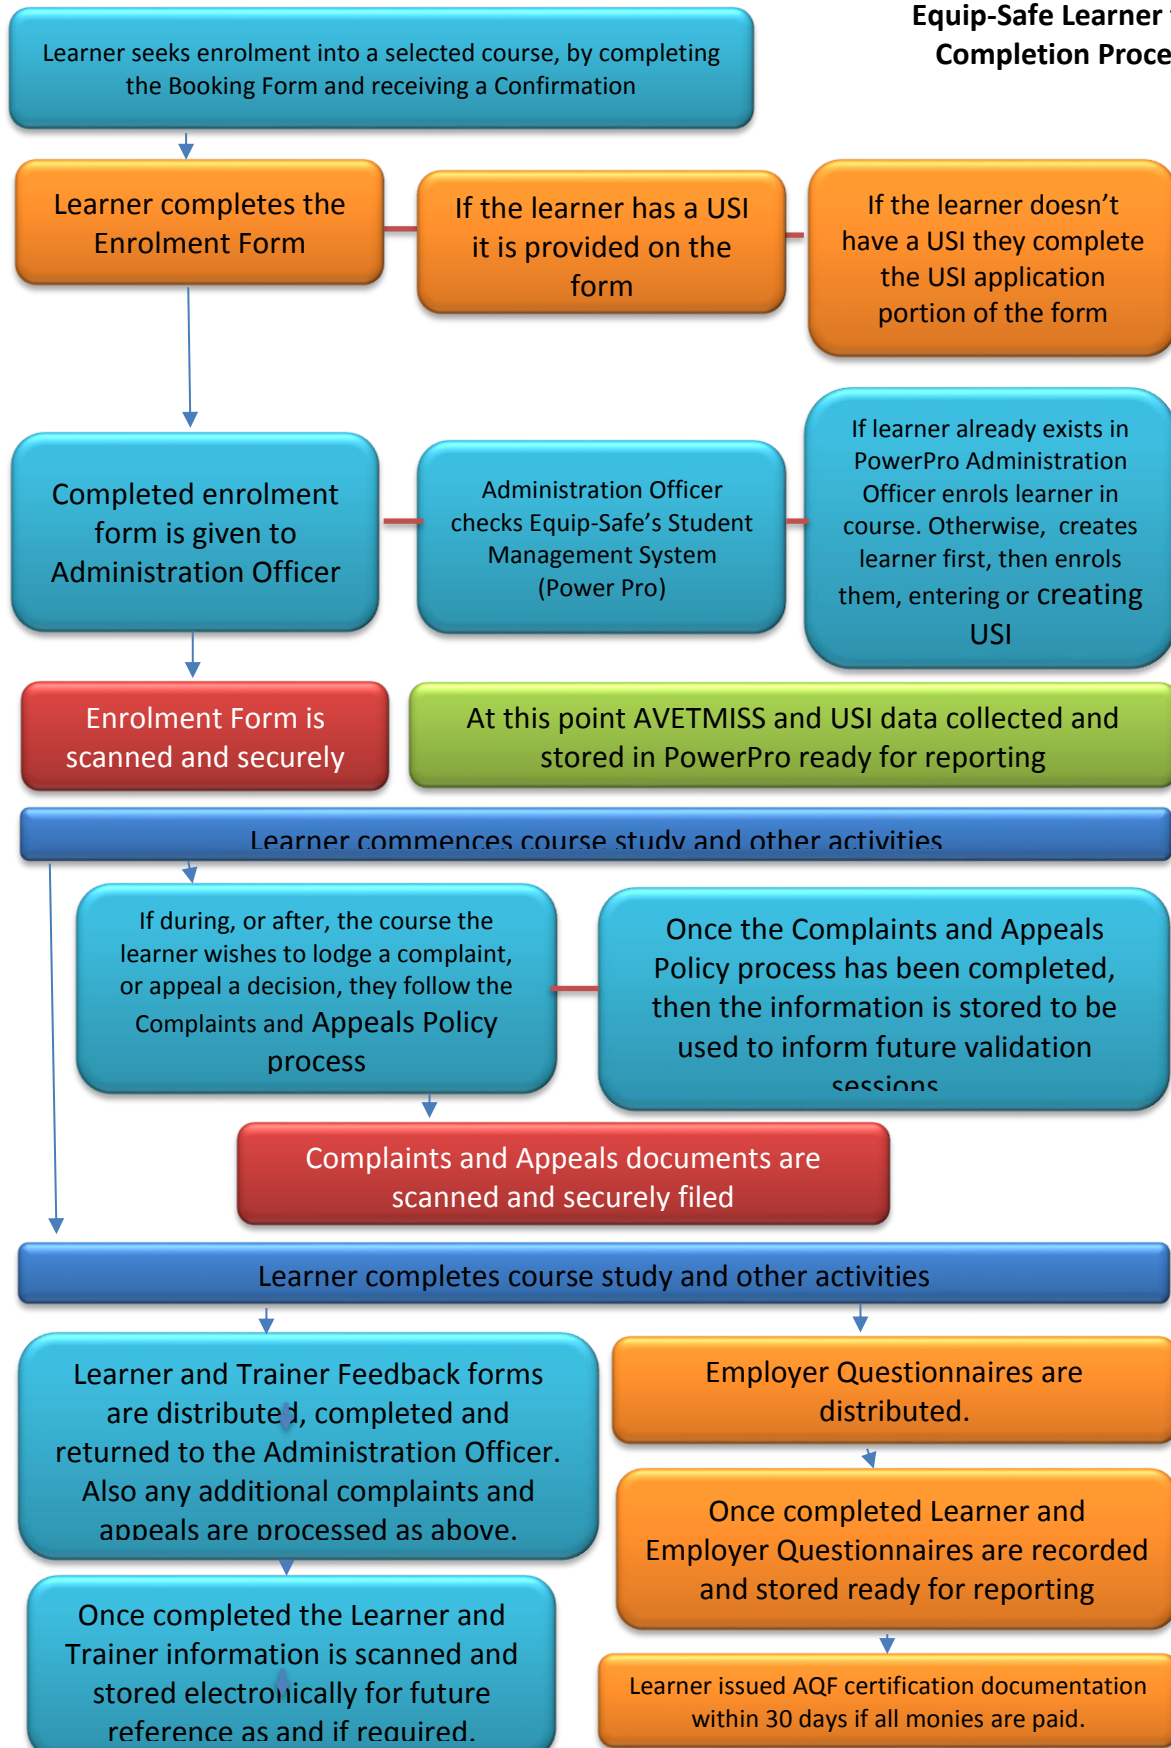 Equip-Safe Learner
Completion
Learner seeks enrolment into a selected course, by completing
the Booking Form and receiving a Confirmation
Learner completes the
Enrolment Form
If the learner has a USI
it is provided on the
form
If the learner doesn’t
have a USI they complete
the USI application
portion of the form
Completed enrolment
form is given to
Administration Officer
Administration Officer
checks Equip-Safe’s Student
Management System
(Power Pro)
If learner already exists in
PowerPro Administration
Officer enrols learner in
course. Otherwise, creates
learner first, then enrols
them, entering or creating
USI
Enrolment Form is
scanned and securely
At this point AVETMISS and USI data collected and
stored in PowerPro ready for reporting
Learner commences course study and other activities
If during, or after, the course the
learner wishes to lodge a complaint,
or appeal a decision, they follow the
Complaints and Appeals Policy
process
Once the Complaints and Appeals
Policy process has been completed,
then the information is stored to be
used to inform future validation
sessions
Complaints and Appeals documents are
scanned and securely filed
Learner completes course study and other activities
Learner and Trainer Feedback forms
are distributed, completed and
returned to the Administration Officer.
Also any additional complaints and
appeals are processed as above.
Employer Questionnaires are
distributed.
Once completed Learner and
Employer Questionnaires are recorded
and stored ready for reporting
Once completed the Learner and
Trainer information is scanned and
stored electronically for future
reference as and if required.
Learner issued AQF certification documentation
within 30 days if all monies are paid.